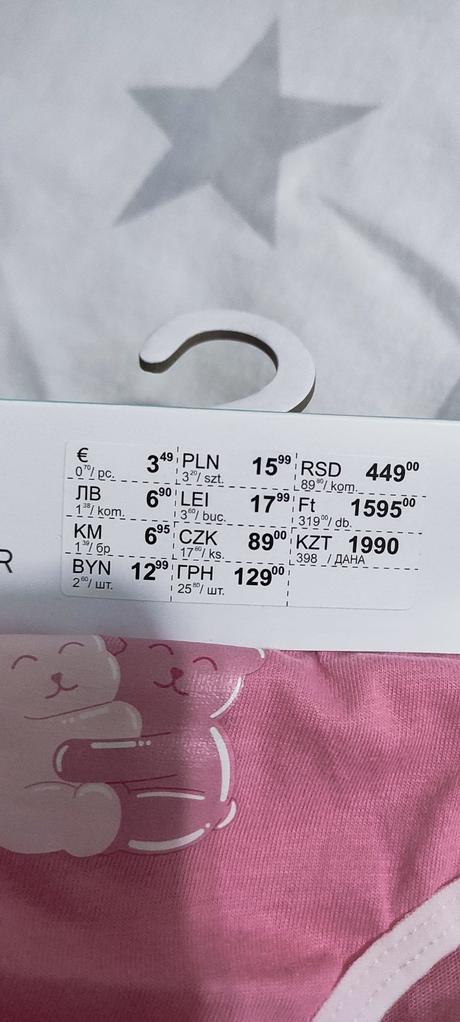 € 3⁴⁹ PLN 15⁹⁹ RSD 449⁰⁰
0⁷⁰/ pc. 3²⁰/ szt. 89⁸⁰/ kom.
ЛВ 6⁹⁰ LEI 17⁹⁹ Ft 1595⁰⁰
1³⁸/ kom. 3⁶⁰/ buc. 319⁰⁰/ db.
KM 6⁹⁵ CZK 89⁰⁰ KZT 1990
1³⁹/ бр 17⁸⁰/ ks. 398 / ДАНА
BYN 12⁹⁹ ГРН 129⁰⁰
2⁶⁰/ шт. 25⁸⁰/ шт.
R